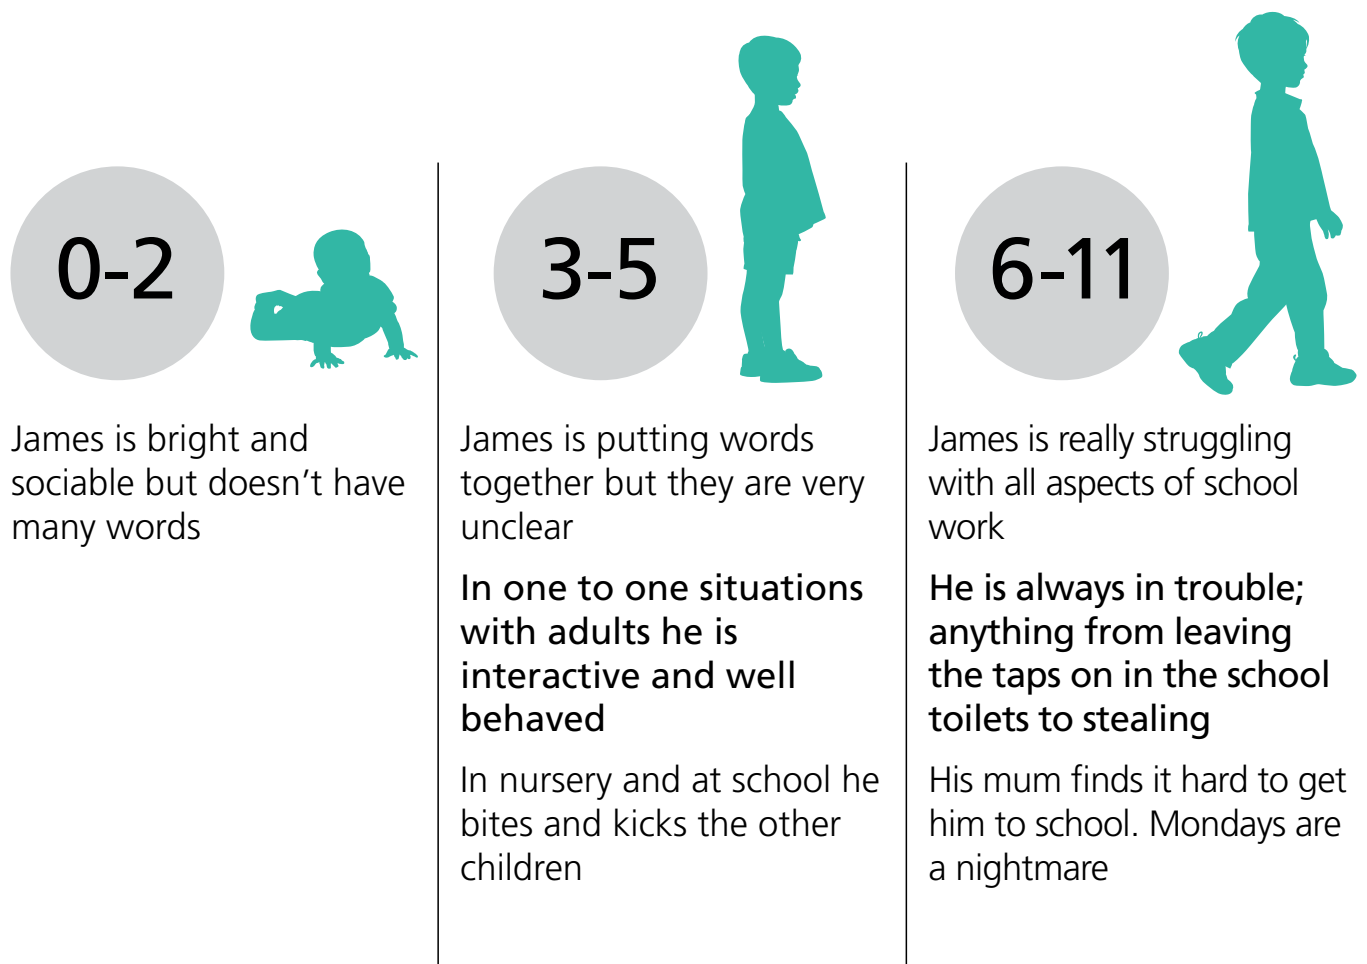 0-2
James is bright and
sociable but doesn’t have
many words
3-5
James is putting words
together but they are very
unclear
In one to one situations
with adults he is
interactive and well
behaved
In nursery and at school he
bites and kicks the other
children
6-11
James is really struggling
with all aspects of school
work
He is always in trouble;
anything from leaving
the taps on in the school
toilets to stealing
His mum finds it hard to get
him to school. Mondays are
a nightmare